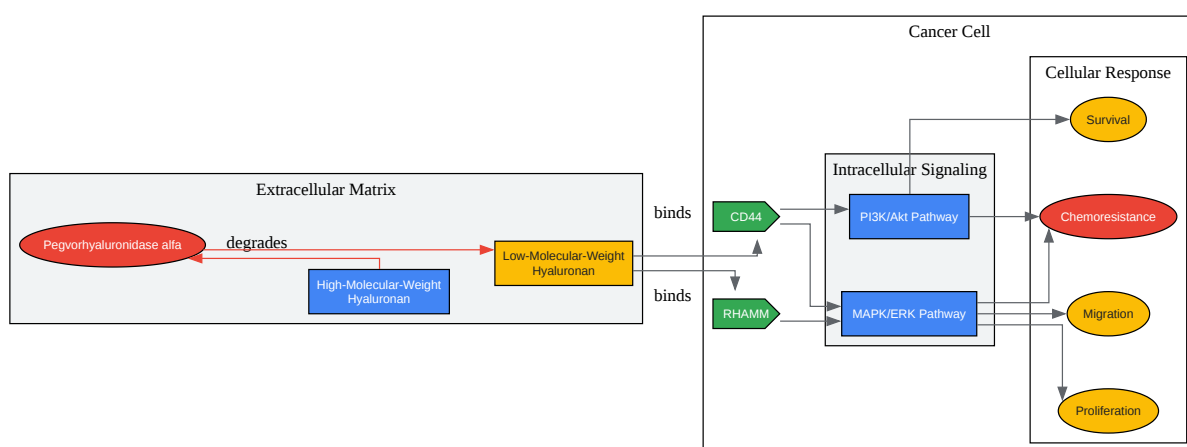 Cancer Cell
Cellular Response
Survival
Intracellular Signaling
Extracellular Matrix
binds
CD44
PI3K/Akt Pathway
Chemoresistance
Pegvorhyaluronidase alfa
degrades
Low-Molecular-Weight
Hyaluronan
High-Molecular-Weight
Hyaluronan
binds
RHAMM
MAPK/ERK Pathway
Migration
Proliferation